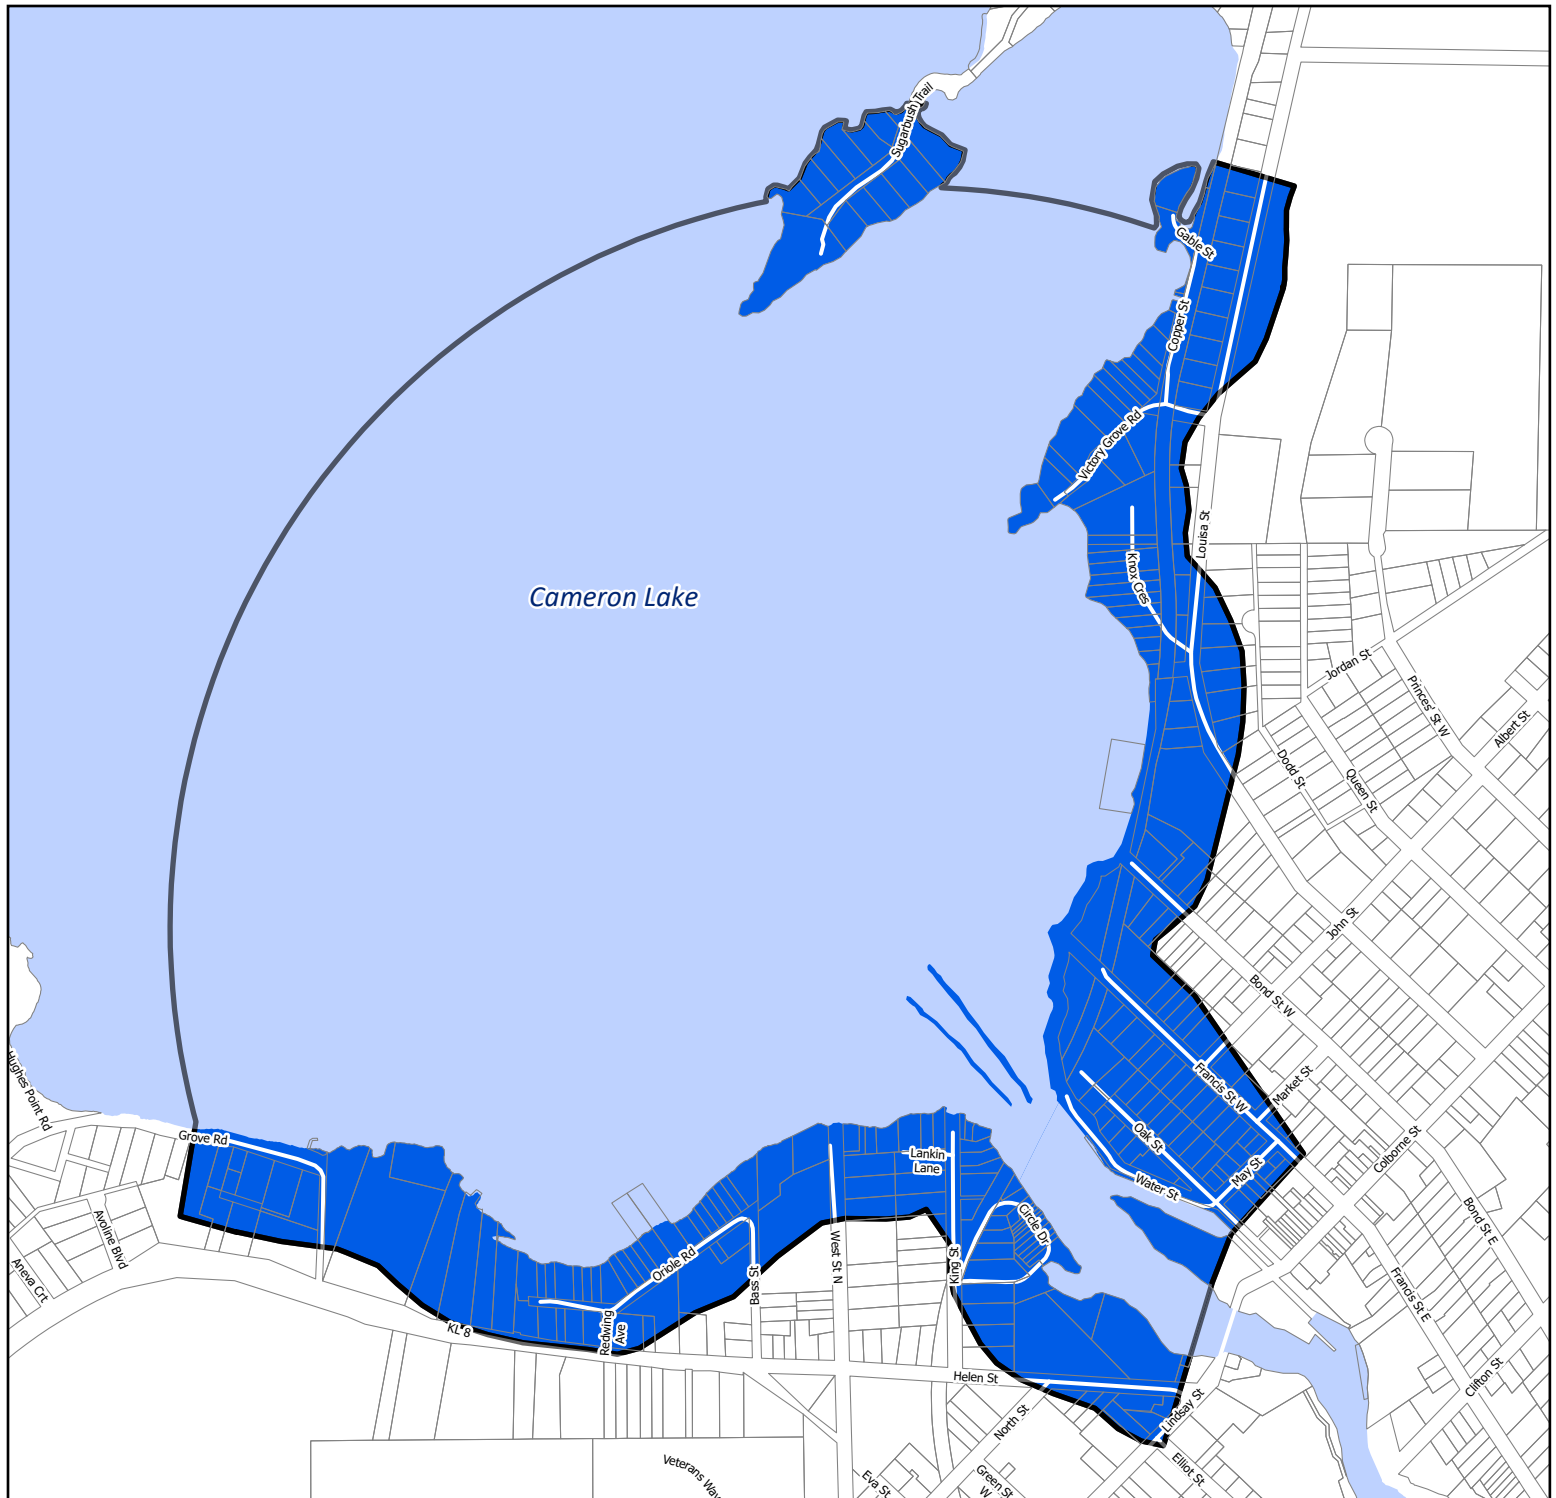 Sugarbush Trail
Gable St
Copper St
Victory Grove Rd
Louisa St
Knox Cres
Cameron Lake
Jordan St
Princes' St W
Albert St
Dodd St
Queen St
John St
Bond St W
Hughes Point Rd
Grove Rd
Francis St W
Market St
Oak St
Colborne St
May St
Water St
Lankin
Lane
Circle Dr
Bond St E
Avoline Blvd
Aneva Crt
Oriole Rd
Bass St
West St N
King St
Francis St E
KL 8
Redwing
Ave
Helen St
Clifton St
Lindsay St
North St
Elliot St
Veterans Way
Eva St
Green St
W